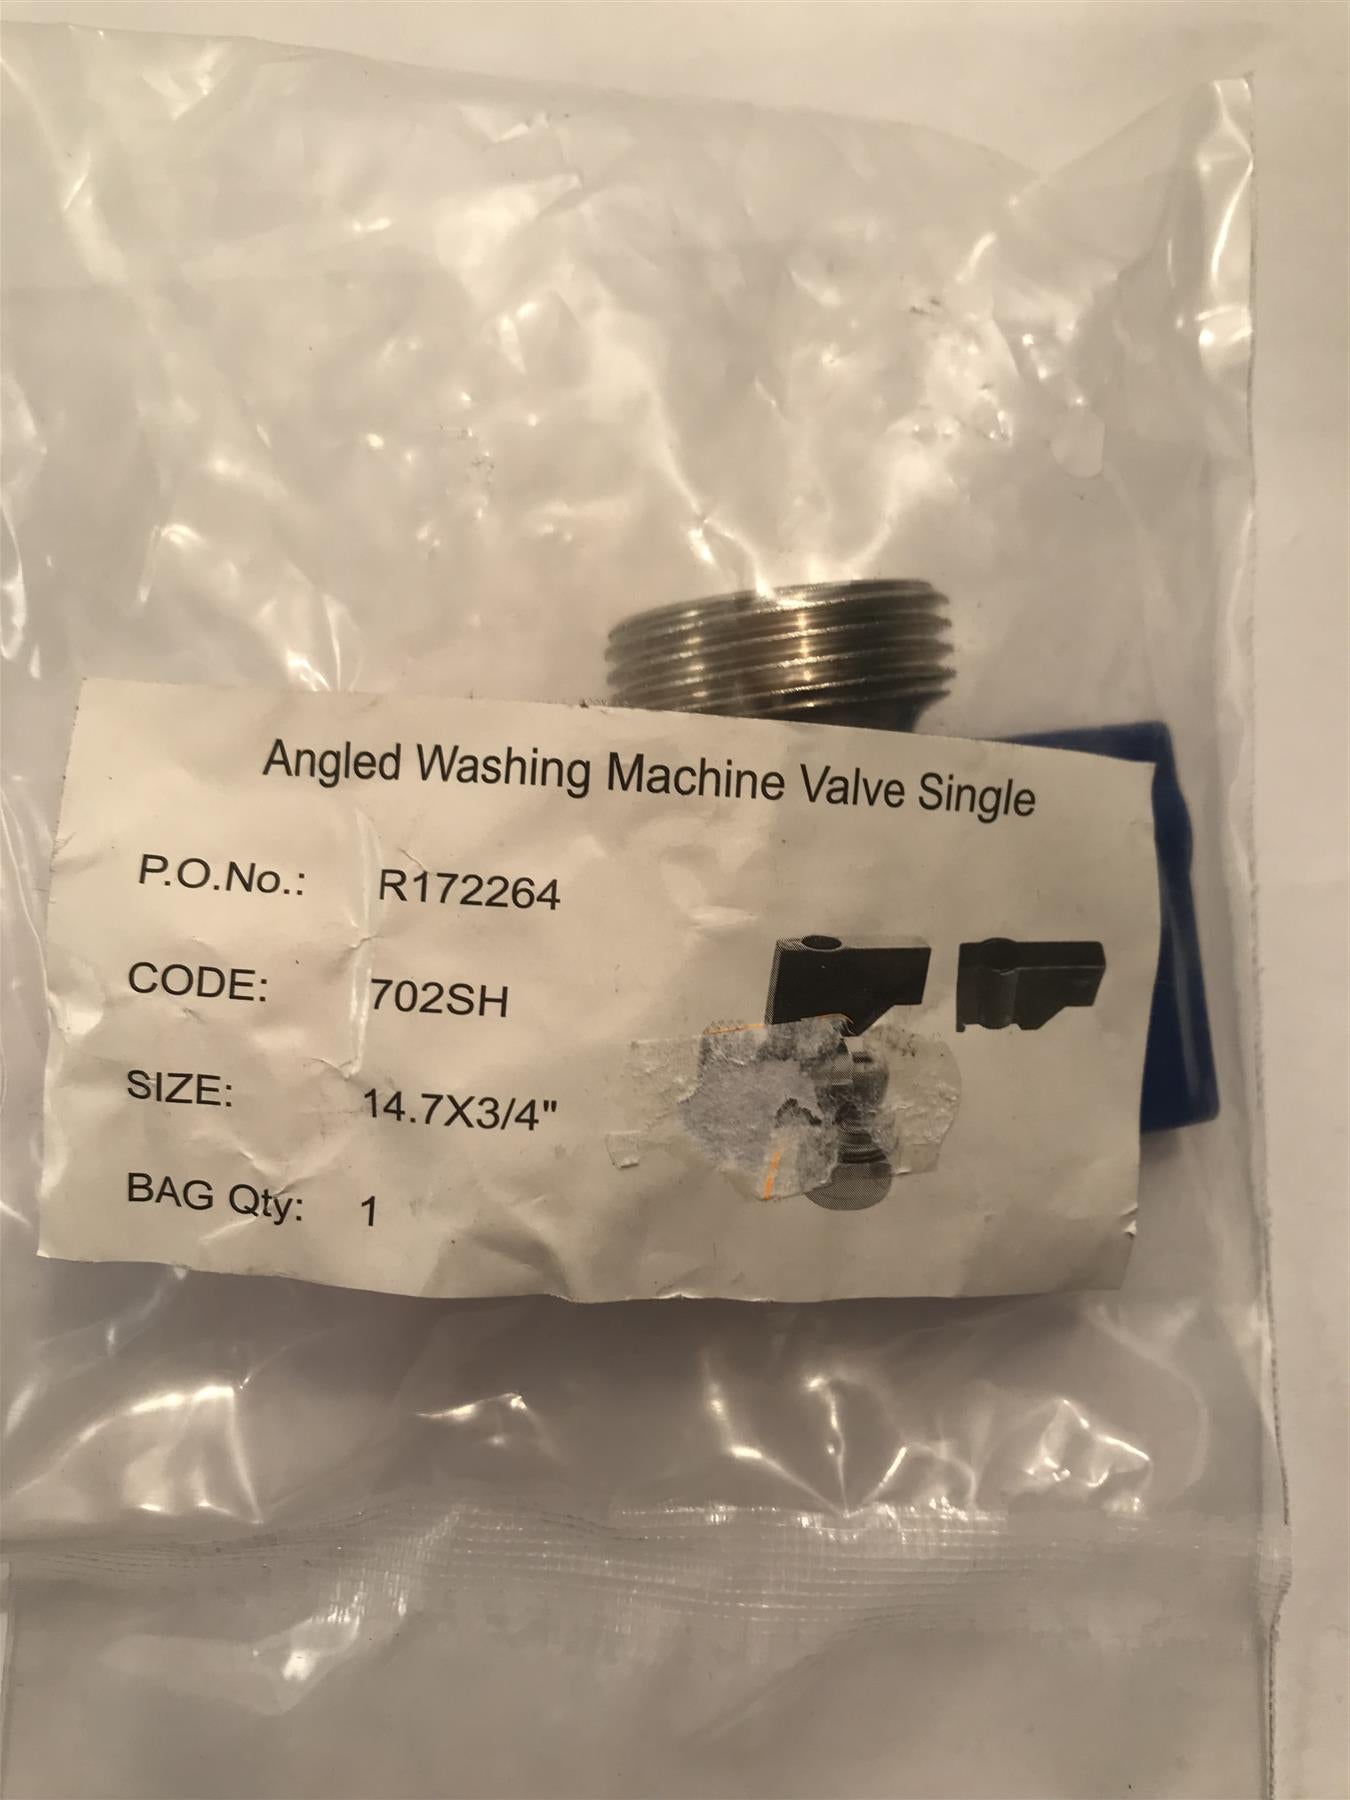 Angled Washing Machine Valve Single
P.O.No.: R172264
CODE: 702SH
SIZE: 14.7X3/4"
BAG Qty: 1